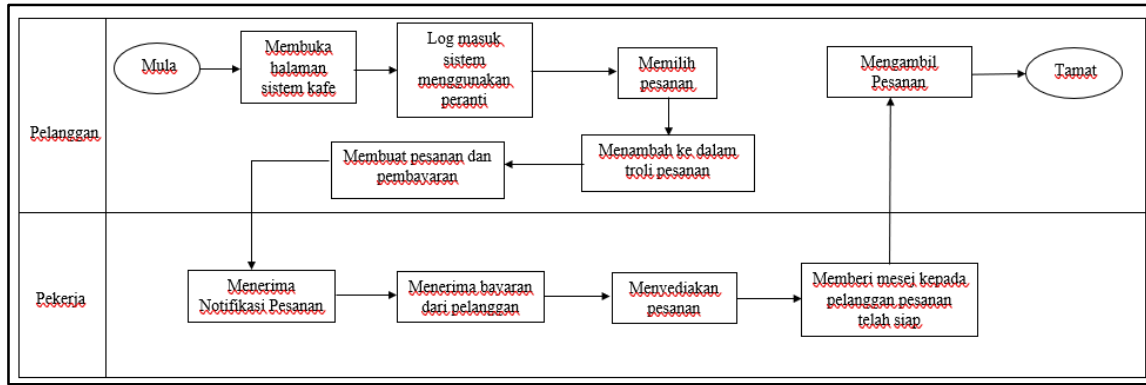 Pelanggan
Mula
Membuka
halaman
sistem kafe
Log masuk
sistem
menggunakan
peranti
Memilih
pesanan
Menambah ke dalam
troli pesanan
Membuat pesanan dan
pembayaran
Mengambil
Pesanan
Tamat
Pekerja
Menerima
Notifikasi Pesanan
Menerima bayaran
dari pelanggan
Menyediakan
pesanan
Memberi mesej kepada
pelanggan pesanan
telah siap